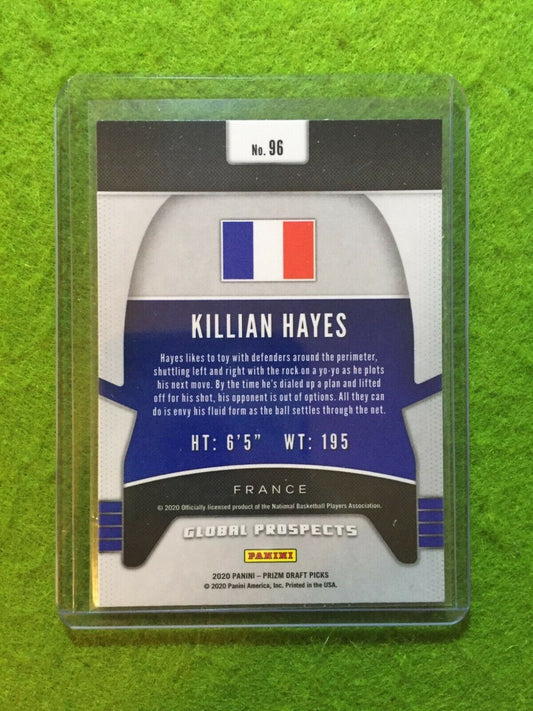 No. 96
KILLIAN HAYES
Hayes likes to toy with defenders around the perimeter,
shuttling left and right with the rock on a yo-yo as he plots
his next move. By the time he's dialed up a plan and lifted
off for his shot, his opponent is out of options. All they can
do is envy his fluid form as the ball settles through the net.
HT: 6'5" WT: 195
FRANCE
© 2020 Officially licensed product of the National Basketball Players Association.
GLOBAL PROSPECTS
PANINI
2020 PANINI – PRIZM DRAFT PICKS
© 2020 Panini America, Inc. Printed in the USA.